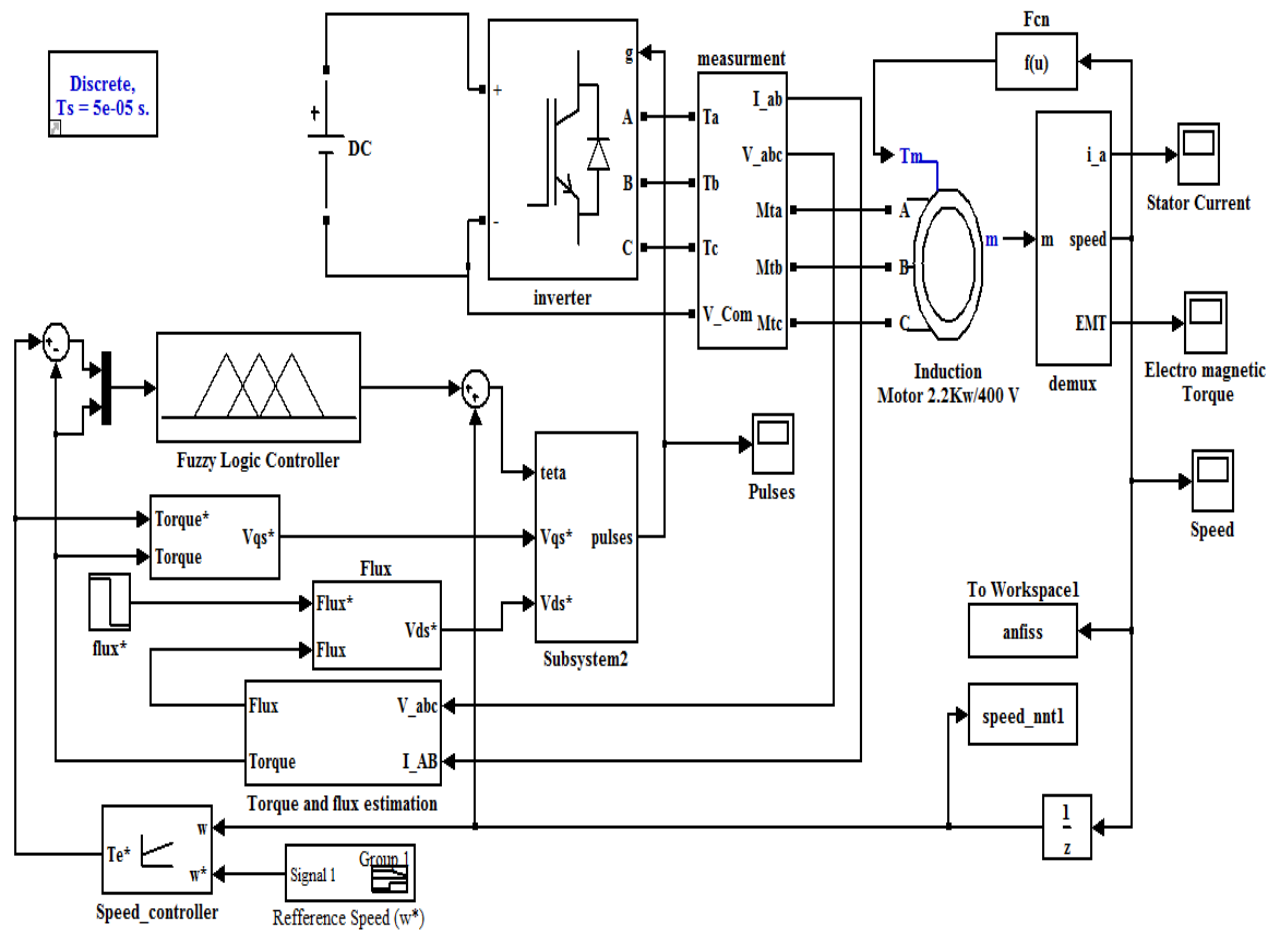 Discrete,
Ts = 5e-05 s.
+
DC
+
-
g
A
B
C
inverter
measurment
Ta
Tb
Tc
V_Com
I_ab
V_abc
Mta
Mtb
Mtc
Fcn
f(u)
Tm
A
B
C
m
Induction
Motor 2.2Kw/400 V
m
i_a
speed
EMT
demux
Stator Current
Electro magnetic
Torque
Speed
+
-
Fuzzy Logic Controller
+
+
Torque*
Torque
Vqs*
flux*
Flux
Flux*
Flux
Vds*
teta
Vqs*
Vds*
pulses
Subsystem2
Pulses
Flux
Torque
V_abc
I_AB
Torque and flux estimation
To Workspace1
anfiss
speed_nnt1
1
z
Te*
w
w*
Speed_controller
Group 1
Signal 1
Refference Speed (w*)